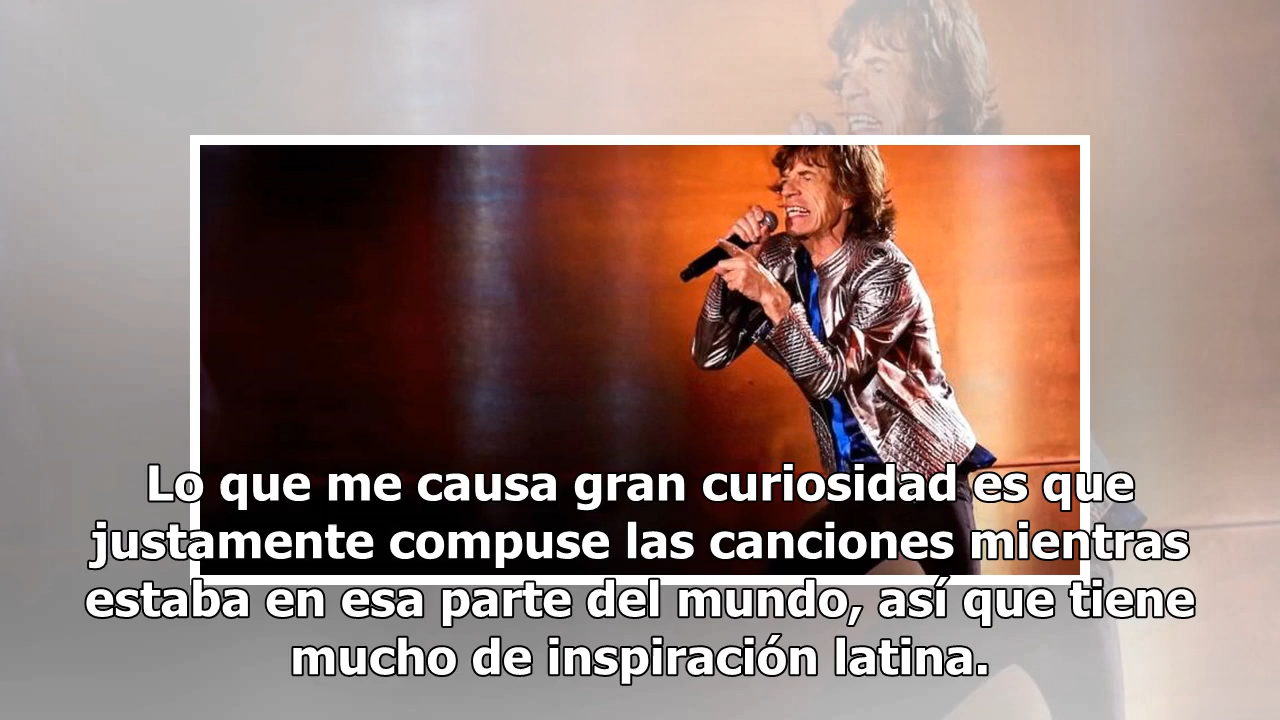 Lo que me causa gran curiosidad es que
justamente compuse las canciones mientras
estaba en esa parte del mundo, así que tiene
mucho de inspiración latina.